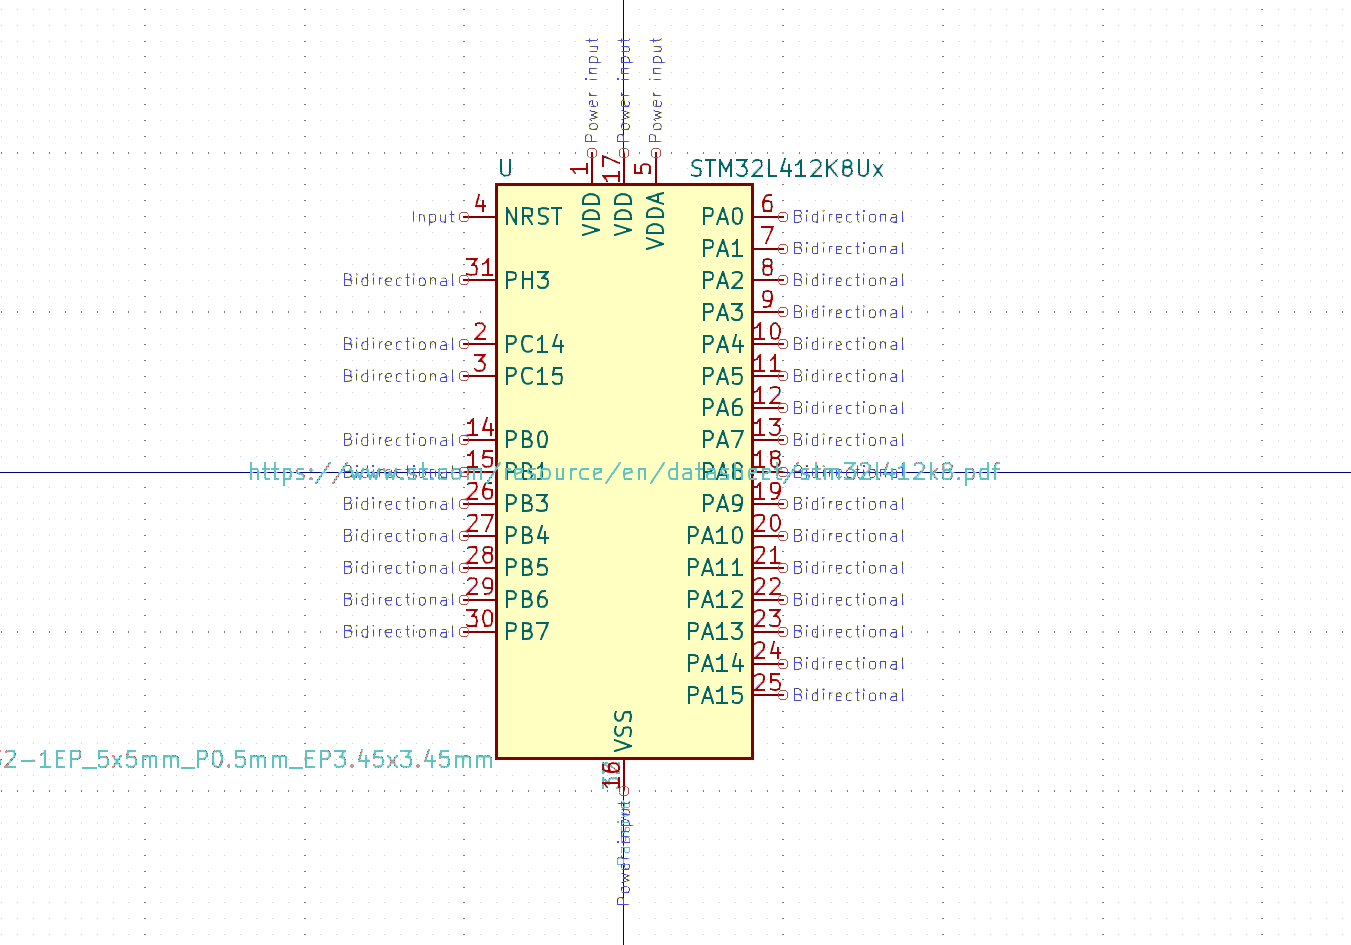 Power input
Power input
Power input
1
17
5
U
STM32L412K8Ux
VDD
VDD
VDDA
Input 4 NRST
PA0 6 Bidirectional
PA1 7 Bidirectional
Bidirectional 31 PH3
PA2 8 Bidirectional
PA3 9 Bidirectional
Bidirectional 2 PC14
PA4 10 Bidirectional
Bidirectional 3 PC15
PA5 11 Bidirectional
PA6 12 Bidirectional
Bidirectional 14 PB0
PA7 13 Bidirectional
Bidirectional 15 PB1
https://www.st.com/resource/en/datasheet/stm32l412k8.pdf
PA8 18 Bidirectional
Bidirectional 26 PB3
PA9 19 Bidirectional
Bidirectional 27 PB4
PA10 20 Bidirectional
Bidirectional 28 PB5
PA11 21 Bidirectional
Bidirectional 29 PB6
PA12 22 Bidirectional
Bidirectional 30 PB7
PA13 23 Bidirectional
PA14 24 Bidirectional
PA15 25 Bidirectional
VSS
2-1EP_5x5mm_P0.5mm_EP3.45x3.45mm
16
Power input